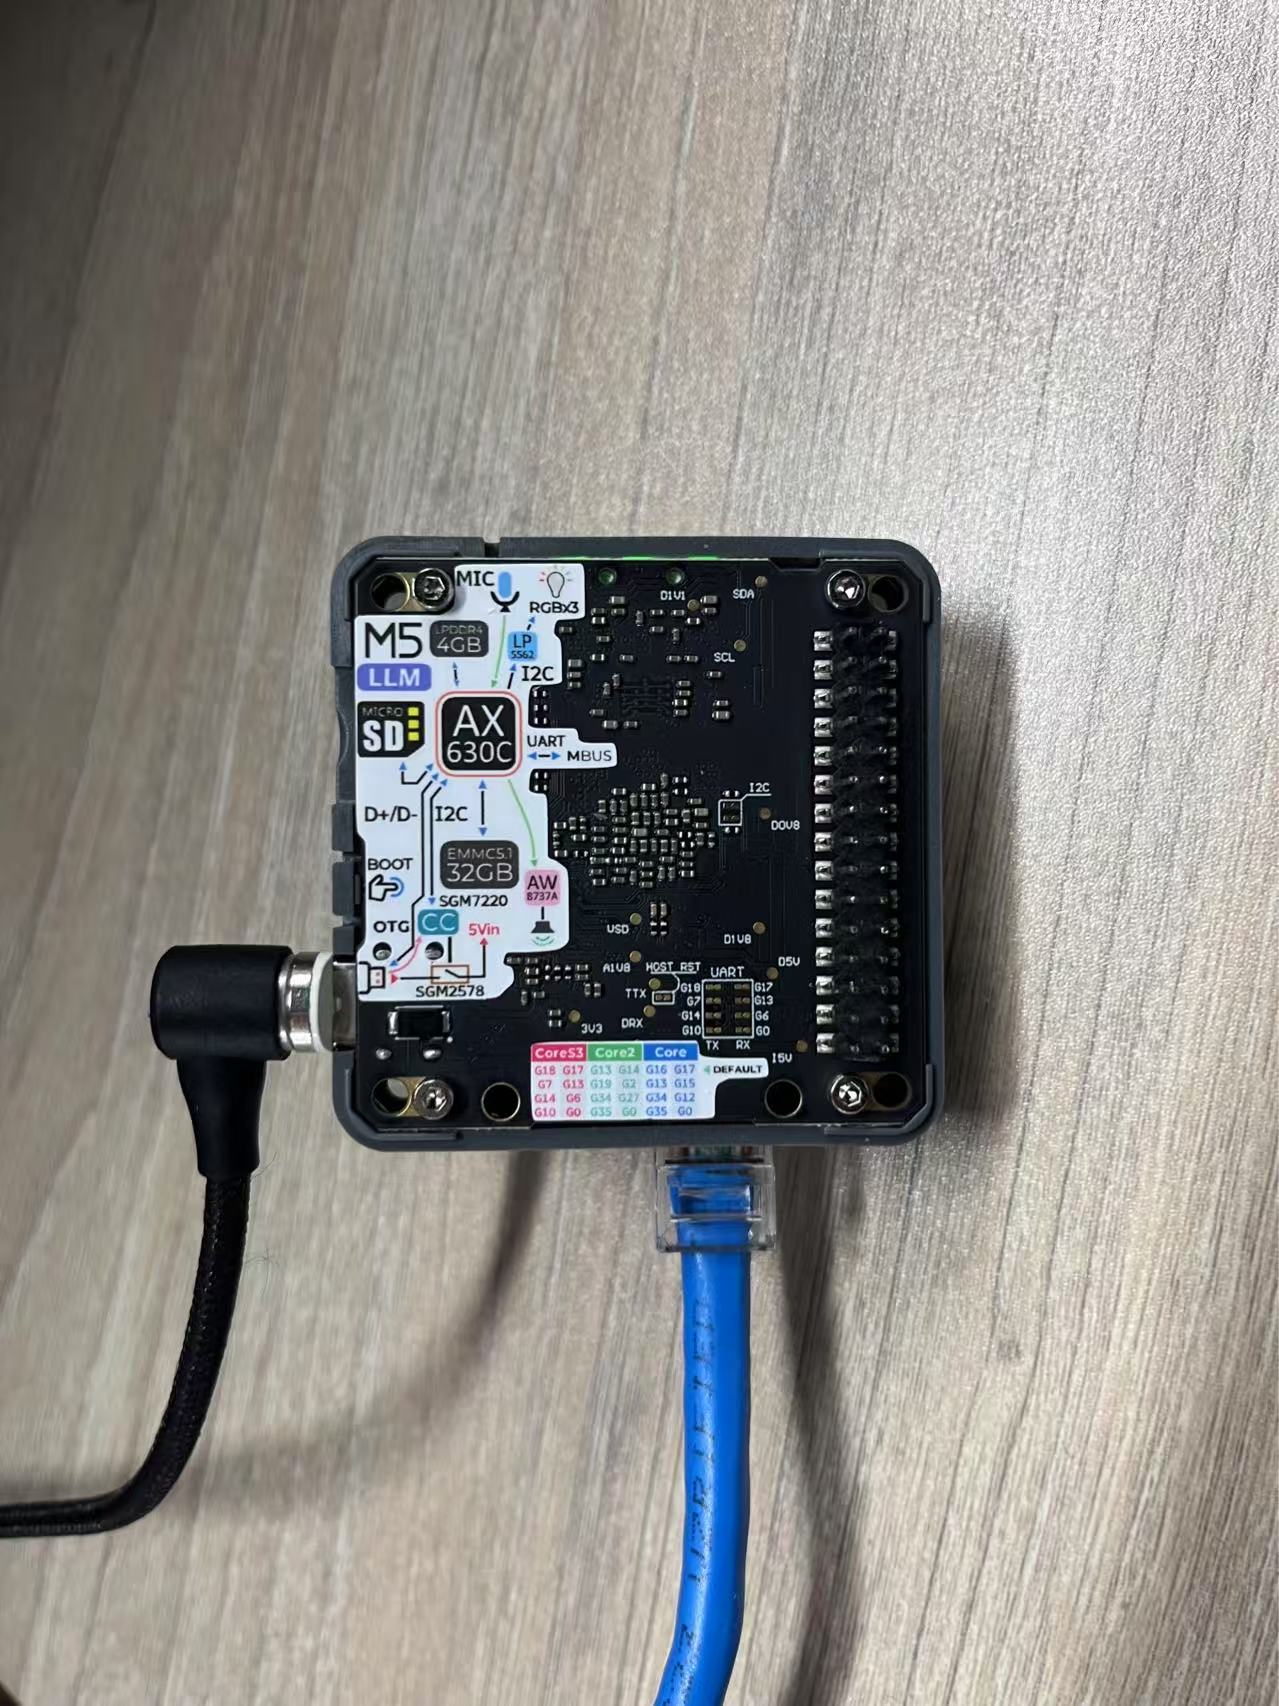 MIC
RGBx3
M5
LPDDR4
4GB
LP
5562
LLM
I2C
MICRO
SD
AX
630C
UART
MBUS
D+/D-
I2C
EMMC5.1
32GB
BOOT
AW
8737A
SGM7220
OTG
CC
5Vin
SGM2578
D1V1
SDA
SCL
I2C
D0V8
VSD
D1V8
A1V8
HOST_RST
UART
D5V
TTX
G18
G17
G7
G13
G14
G6
G10
G0
3V3
DRX
TX
RX
I5V
CoreS3 Core2 Core
G18 G17 G13 G14 G16 G17
DEFAULT
G7 G13 G19 G2 G13 G15
G14 G6 G34 G27 G34 G12
G10 G0 G35 G0 G35 G0